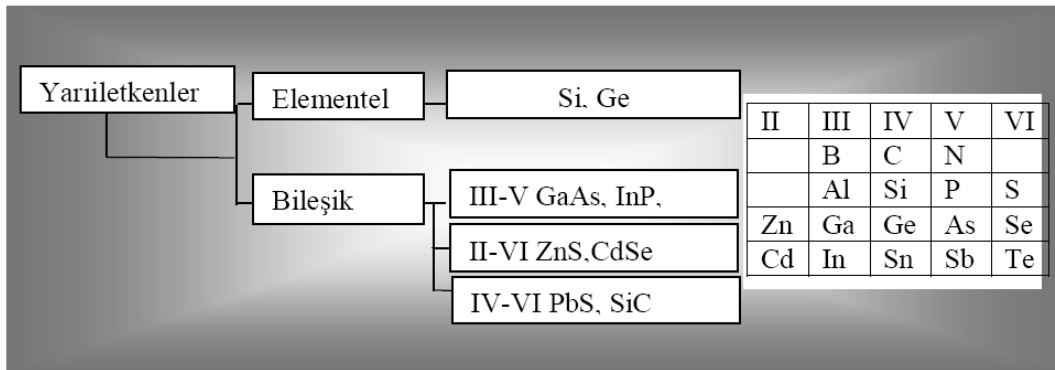 Yarıiletkenler
Elementel
Si, Ge
Bileşik
III-V GaAs, InP,
II-VI ZnS,CdSe
IV-VI PbS, SiC
II III IV V VI
B C N
Al Si P S
Zn Ga Ge As Se
Cd In Sn Sb Te